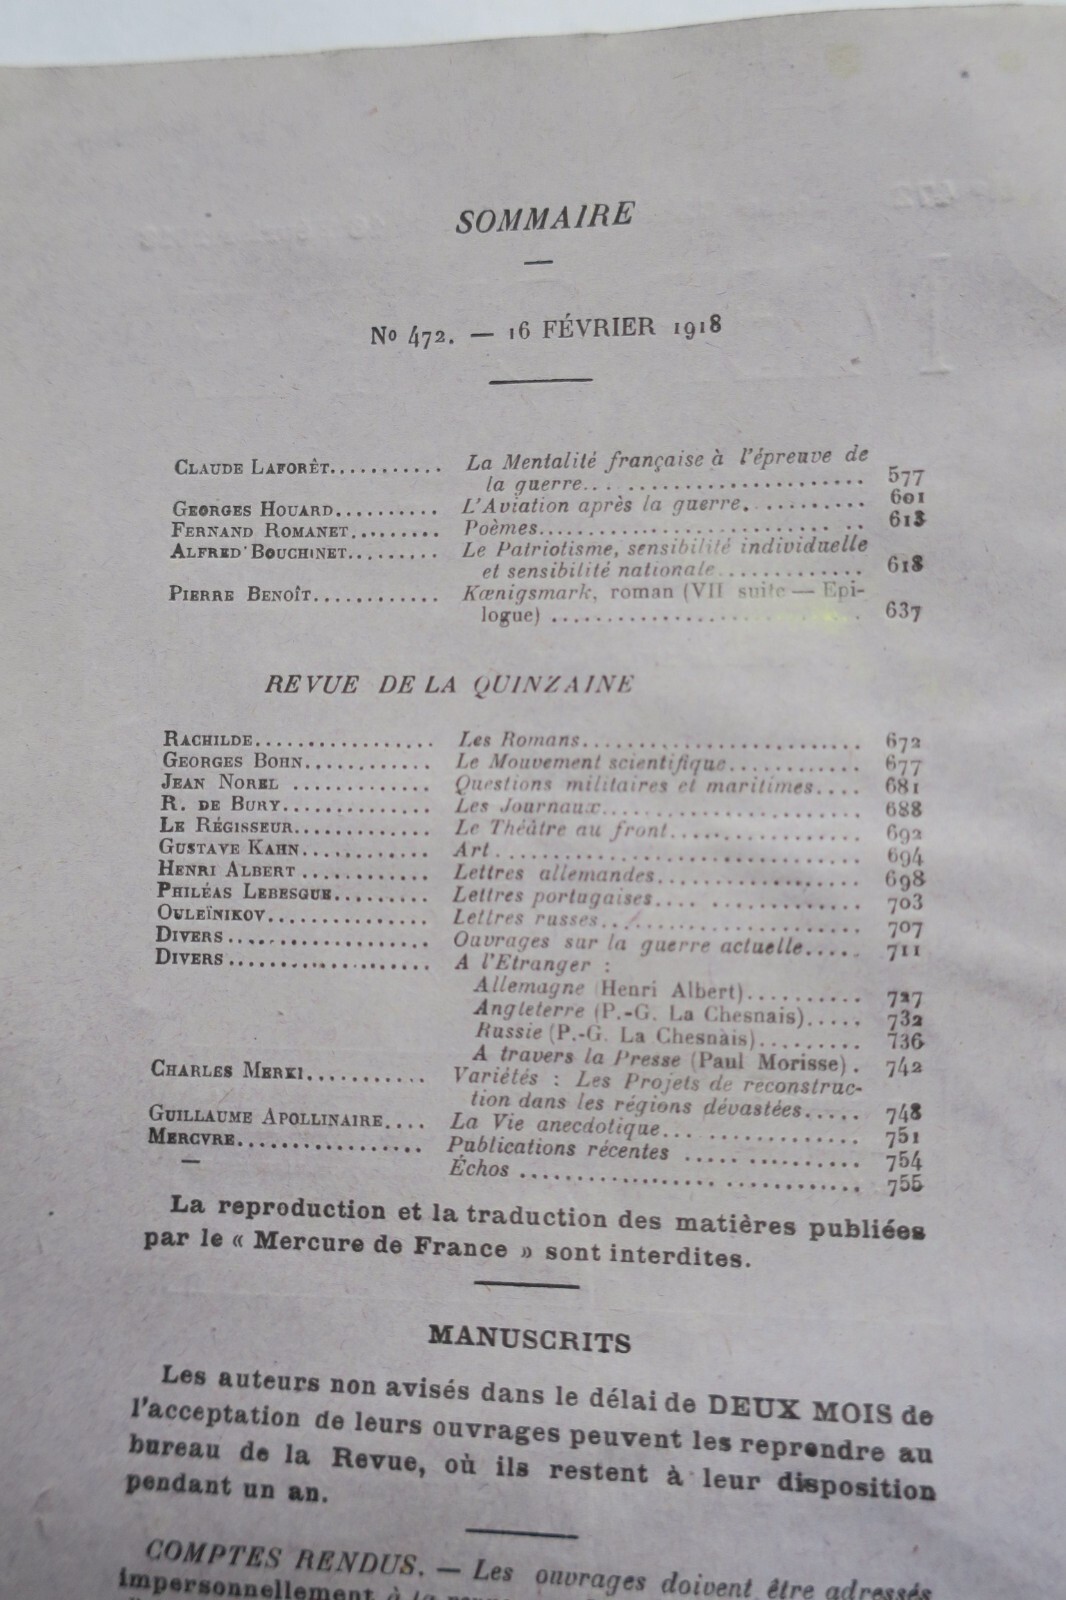 SOMMAIRE
No 472. — 16 FÉVRIER 1918
CLAUDE LAFORÊT........... La Mentalité française à l'épreuve de
la guerre... ..................... 577
GEORGES HOUARD.......... L'Aviation après la guerre. ......... 601
FERNAND ROMANET......... Poèmes............................ .. 613
ALFRED BOUCHINET......... Le Patriotisme, sensibilité individuelle
et sensibilité nationale............. 618
PIERRE BENOÎT............ Kœnigsmark, roman (VII suite — Epi-
logue) ........................... 637
REVUE DE LA QUINZAINE
RACHILDE................. Les Romans......................... 672
GEORGES BOHN............ Le Mouvement scientifique........... 677
JEAN NOREL ............. Questions militaires et maritimes.... 681
R. DE BURY.............. Les Journaux....................... 688
LE RÉGISSEUR............ Le Théâtre au front................ 692
GUSTAVE KAHN............ Art................................ 694
HENRI ALBERT ............ Lettres allemandes.................. 698
PHILÉAS LEBESGUE......... Lettres portugaises.... ............. 703
OULEÏNIKOV............... Lettres russes...................... 707
DIVERS................... Ouvrages sur la guerre actuelle..... 711
DIVERS ................... A l'Etranger :
Allemagne (Henri Albert).......... 727
Angleterre (P.-G. La Chesnais)..... 732
Russie (P.-G. La Chesnais)......... 736
A travers la Presse (Paul Morisse). 742
CHARLES MERKI........... Variétés : Les Projets de reconstruc-
tion dans les régions dévastées..... 748
GUILLAUME APOLLINAIRE.... La Vie anecdotique... .............. 751
MERCVRE................. Publications récentes ..... .......... 754
— Échos ........... ............. 755
La reproduction et la traduction des matières publiées
par le « Mercure de France » sont interdites.
MANUSCRITS
Les auteurs non avisés dans le délai de DEUX MOIS de
l'acceptation de leurs ouvrages peuvent les reprendre au
bureau de la Revue, où ils restent à leur disposition
pendant un an.
COMPTES RENDUS. — Les ouvrages doivent être adressés
impersonnellement à la